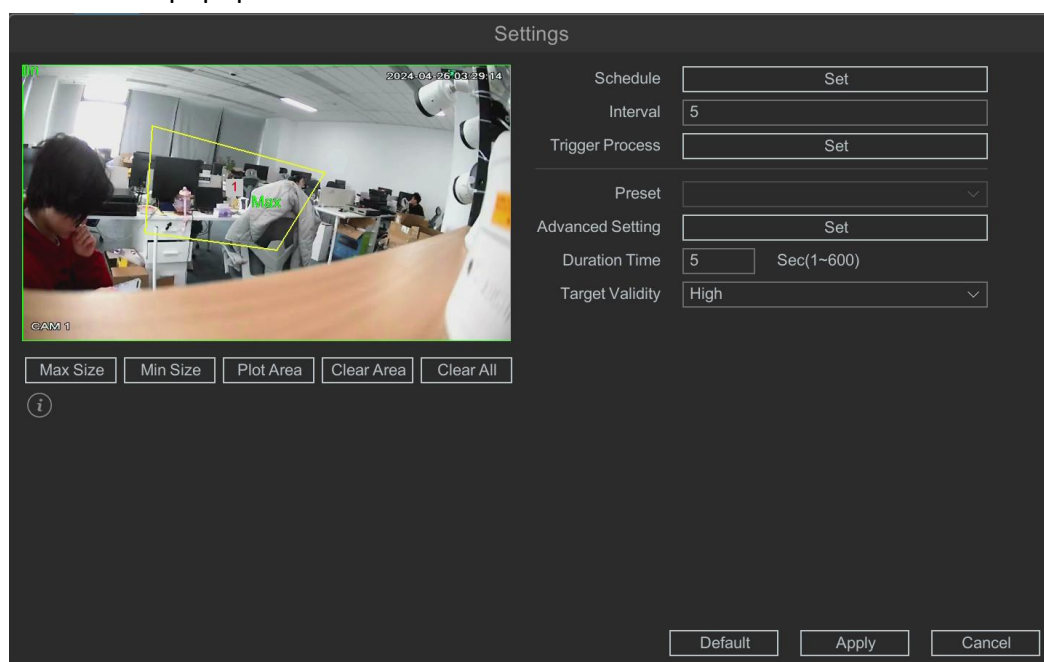 Settings
2024-04-26 03:29:14
1
Max
CAM 1
Max Size
Min Size
Plot Area
Clear Area
Clear All
i
Schedule
Set
Interval
5
Trigger Process
Set
Preset
Advanced Setting
Set
Duration Time
5
Sec(1~600)
Target Validity
High
Default
Apply
Cancel